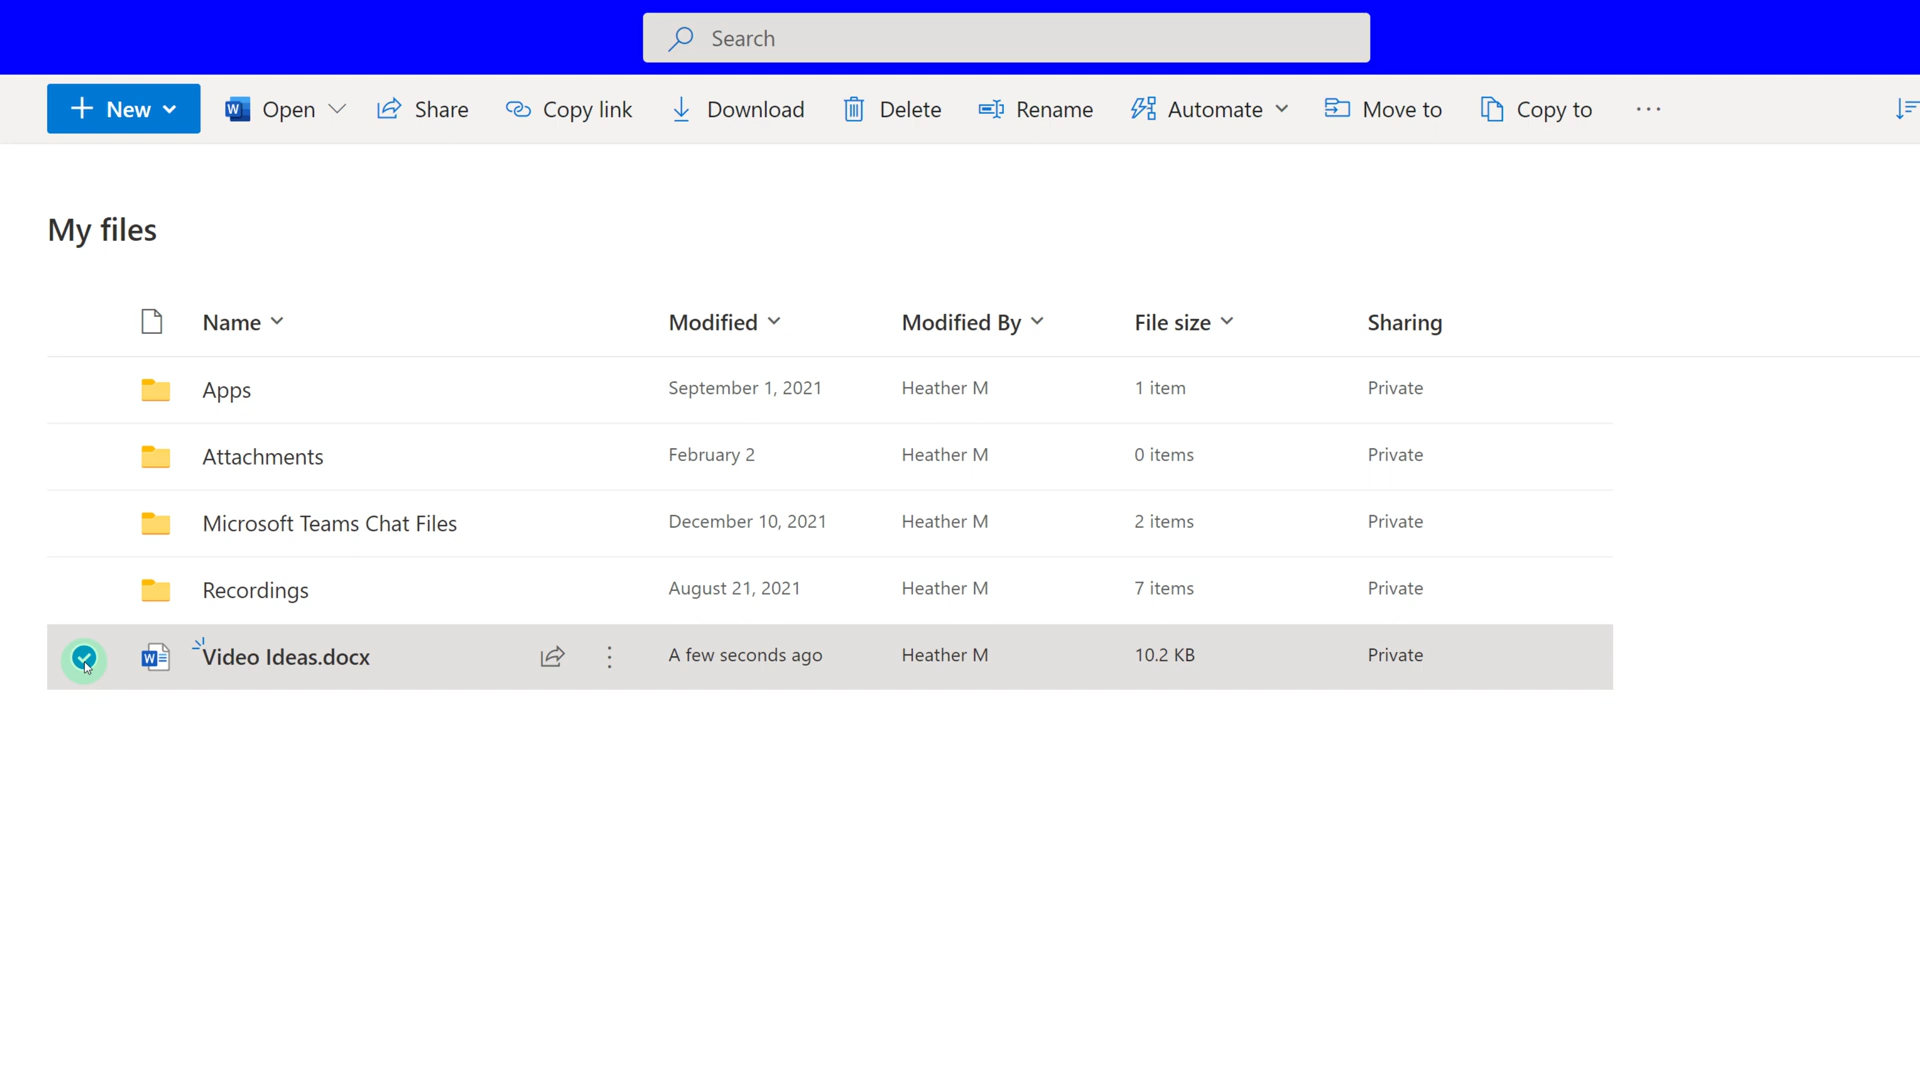 Search
New Open Share Copy link Download Delete Rename Automate Move to Copy to
My files
Name Modified Modified By File size Sharing
Apps September 1, 2021 Heather M 1 item Private
Attachments February 2 Heather M 0 items Private
Microsoft Teams Chat Files December 10, 2021 Heather M 2 items Private
Recordings August 21, 2021 Heather M 7 items Private
Video Ideas.docx A few seconds ago Heather M 10.2 KB Private